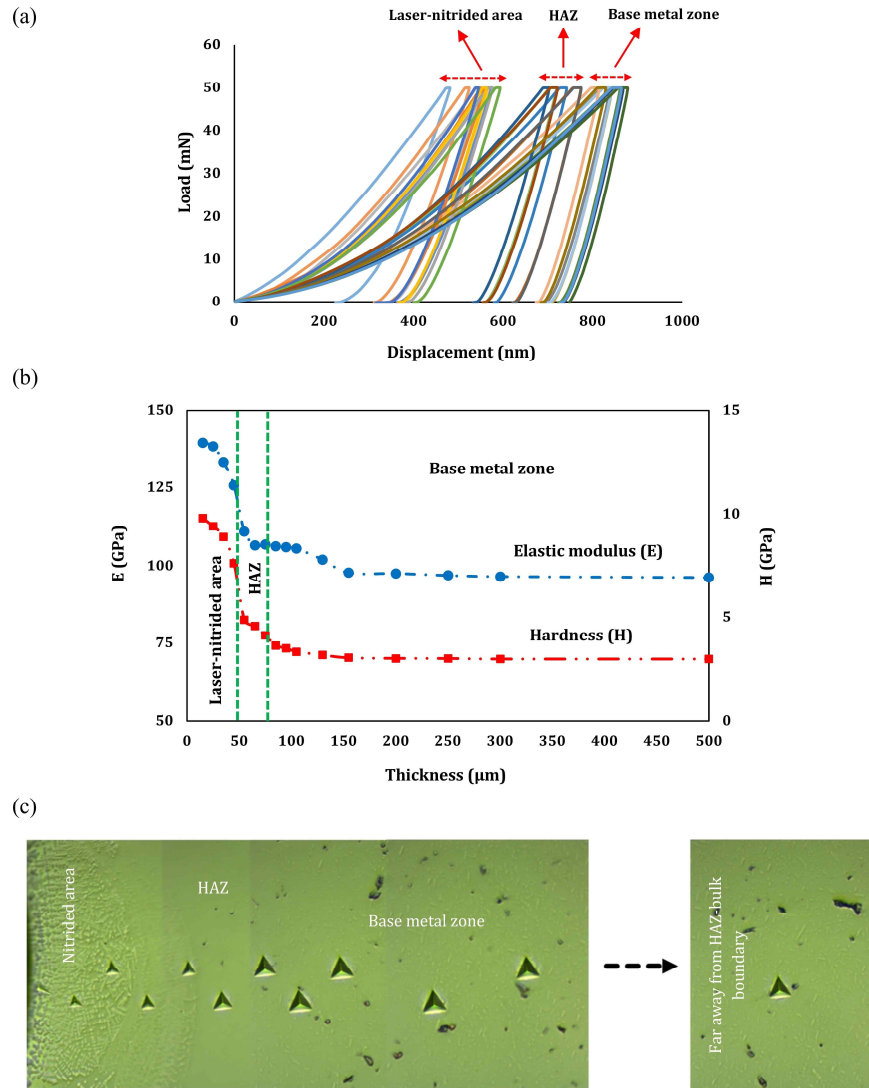 (a)
Laser-nitrided area HAZ Base metal zone
60
50
40
30
20
10
0
Load (mN)
0 200 400 600 800 1000
Displacement (nm)
(b)
150
125
100
75
50
E (GPa)
15
10
5
0
H (GPa)
Base metal zone
Elastic modulus (E)
Hardness (H)
Laser-nitrided area
HAZ
0 50 100 150 200 250 300 350 400 450 500
Thickness (μm)
(c)
Nitrided area
HAZ
Base metal zone
Far away from HAZ-bulk
boundary